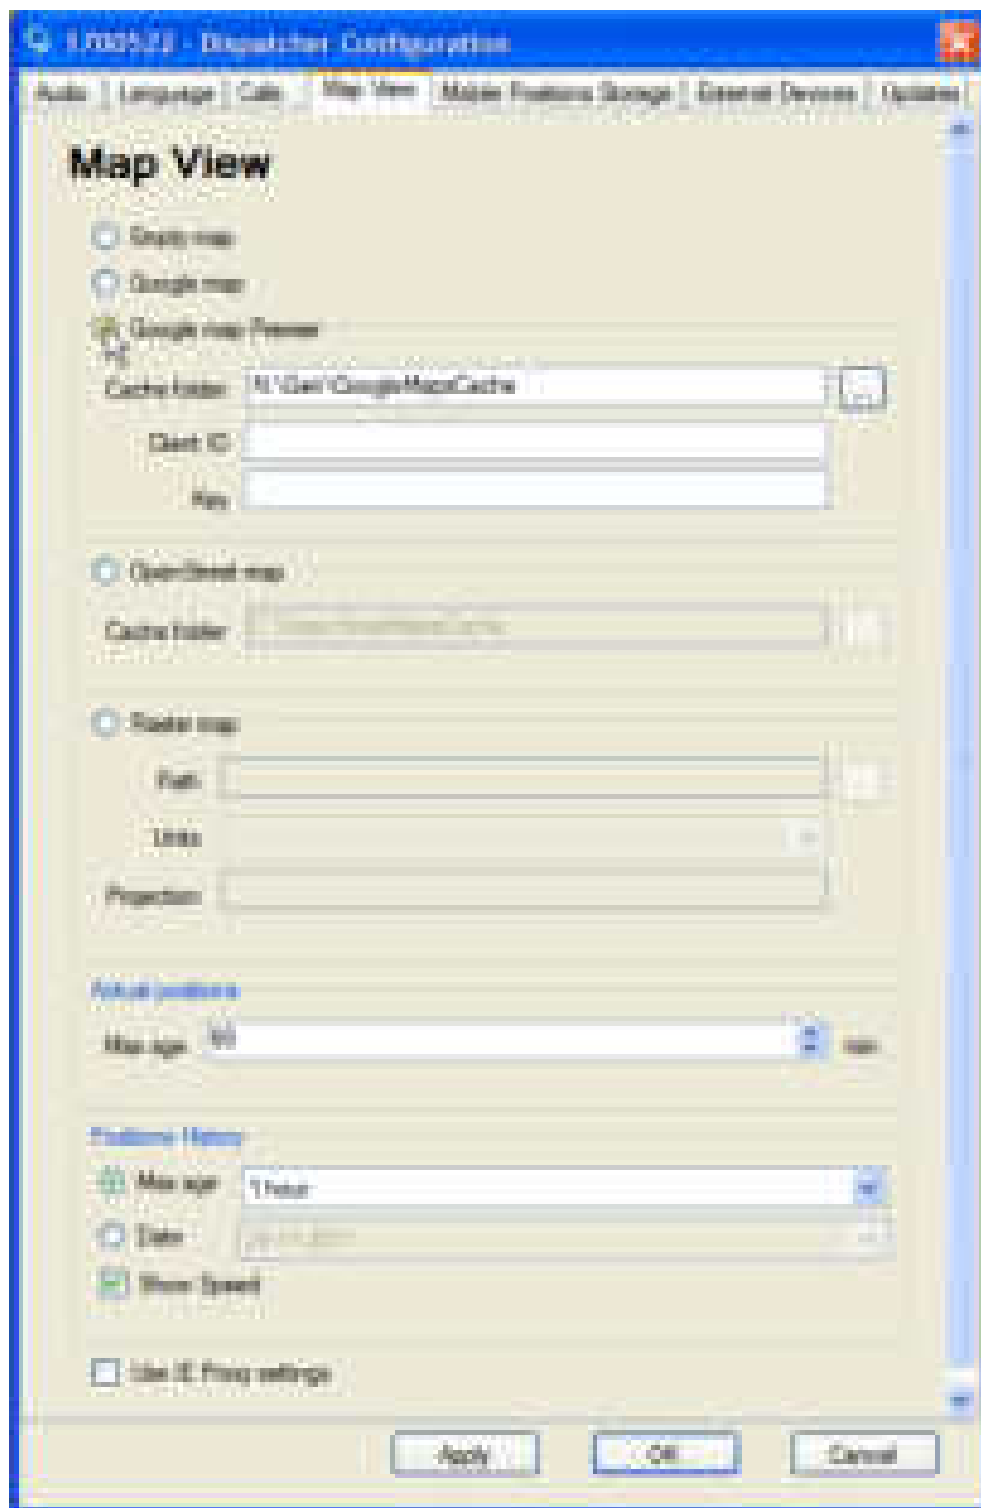 Dispatcher Configuration
Audio Language Calls Map View Mobile Positions Storage External Devices Updates
Map View
Empty map
Google map
Google map Premier
Cache folder
Client ID
Key
OpenStreet map
Cache folder
Raster map
Path
Units
Projection
Actual positions
Max age min
Positions History
Max age 1 hour
Date
Show Speed
Use IE Proxy settings
Apply OK Cancel